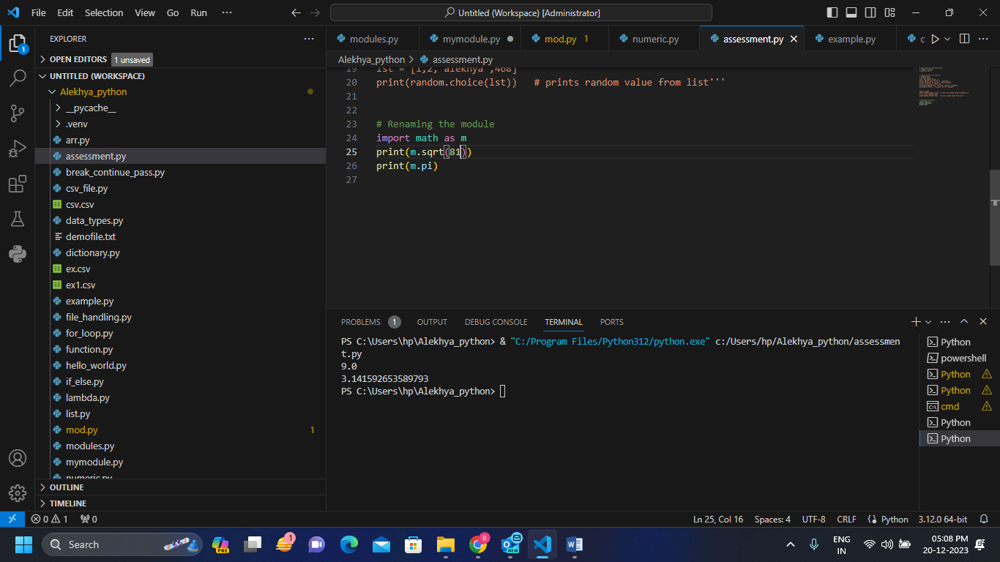 File Edit Selection View Go Run ··· Untitled (Workspace) [Administrator]
EXPLORER
OPEN EDITORS 1 unsaved
UNTITLED (WORKSPACE)
Alekhya_python
__pycache__
.venv
arr.py
assessment.py
break_continue_pass.py
csv_file.py
csv.csv
data_types.py
demofile.txt
dictionary.py
ex.csv
ex1.csv
example.py
file_handling.py
for_loop.py
function.py
hello_world.py
if_else.py
lambda.py
list.py
mod.py 1
modules.py
mymodule.py
numeric.py
OUTLINE
TIMELINE
1
modules.py mymodule.py mod.py 1 numeric.py assessment.py example.py c
Alekhya_python > assessment.py
19 lst = [1,2,'alekhya',468]
20 print(random.choice(lst)) # prints random value from list'''
21
22
23 # Renaming the module
24 import math as m
25 print(m.sqrt(81))
26 print(m.pi)
27
PROBLEMS 1 OUTPUT DEBUG CONSOLE TERMINAL PORTS
PS C:\Users\hp\Alekhya_python> & "C:/Program Files/Python312/python.exe" c:/Users/hp/Alekhya_python/assessmen
t.py
9.0
3.141592653589793
PS C:\Users\hp\Alekhya_python>
Python
powershell
Python
Python
cmd
Python
Python
0 1 0 Ln 25, Col 16 Spaces: 4 UTF-8 CRLF Python 3.12.0 64-bit
Search PRE 1 B NEW ENG
IN
05:08 PM
20-12-2023